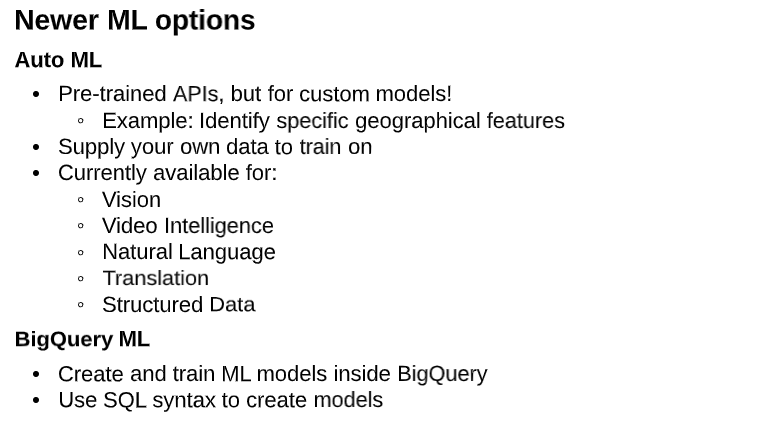 Newer ML options
Auto ML
• Pre-trained APIs, but for custom models!
◦ Example: Identify specific geographical features
• Supply your own data to train on
• Currently available for:
◦ Vision
◦ Video Intelligence
◦ Natural Language
◦ Translation
◦ Structured Data
BigQuery ML
• Create and train ML models inside BigQuery
• Use SQL syntax to create models